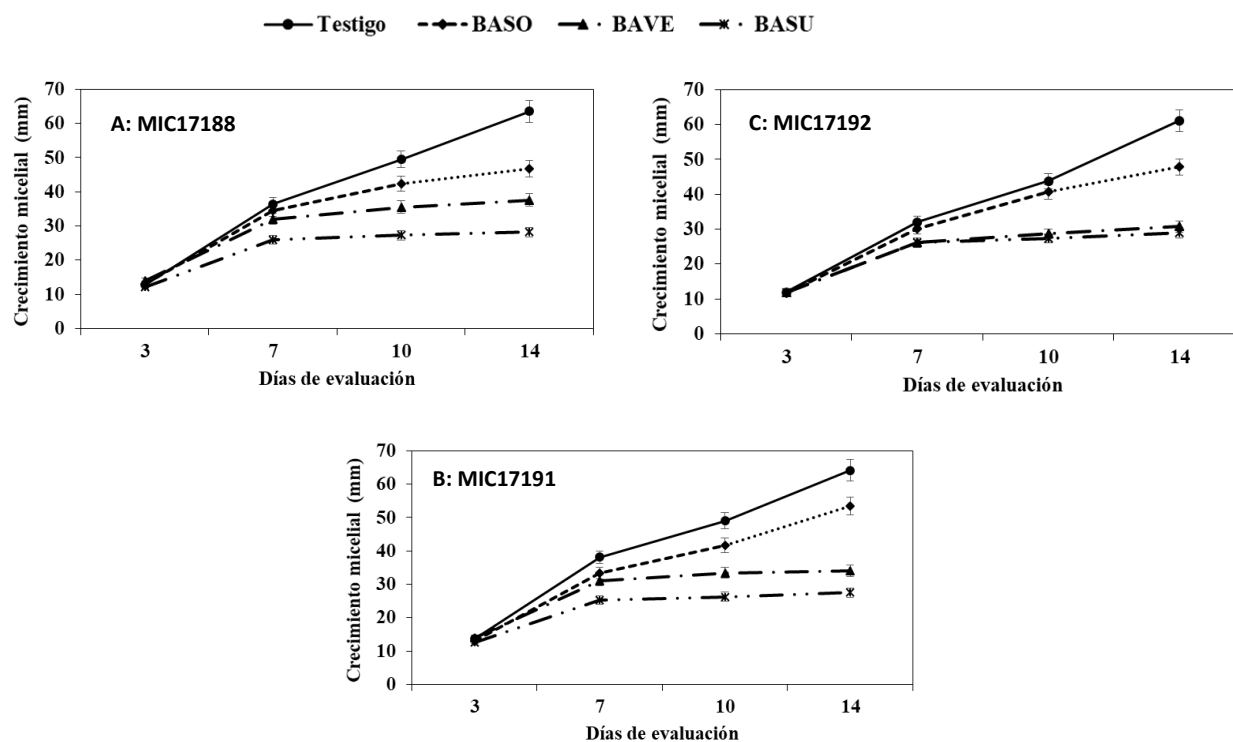 Testigo BASO BAVE BASU
A: MIC17188
Crecimiento micelial (mm)
70
60
50
40
30
20
10
0
3 7 10 14
Días de evaluación
C: MIC17192
Crecimiento micelial (mm)
70
60
50
40
30
20
10
0
3 7 10 14
Días de evaluación
B: MIC17191
Crecimiento micelial (mm)
70
60
50
40
30
20
10
0
3 7 10 14
Días de evaluación